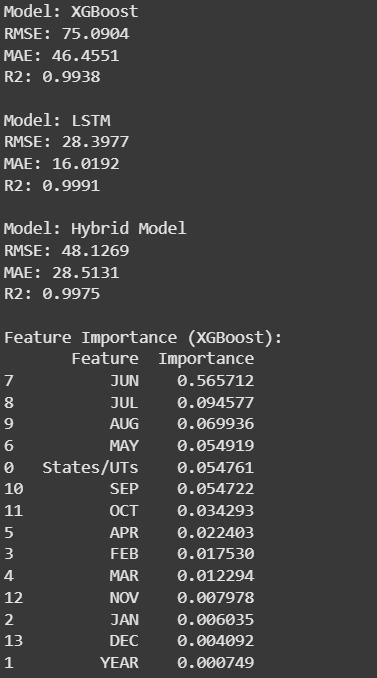 Model: XGBoost
RMSE: 75.0904
MAE: 46.4551
R2: 0.9938
Model: LSTM
RMSE: 28.3977
MAE: 16.0192
R2: 0.9991
Model: Hybrid Model
RMSE: 48.1269
MAE: 28.5131
R2: 0.9975
Feature Importance (XGBoost):
Feature Importance
7 JUN 0.565712
8 JUL 0.094577
9 AUG 0.069936
6 MAY 0.054919
0 States/UTs 0.054761
10 SEP 0.054722
11 OCT 0.034293
5 APR 0.022403
3 FEB 0.017530
4 MAR 0.012294
12 NOV 0.007978
2 JAN 0.006035
13 DEC 0.004092
1 YEAR 0.000749